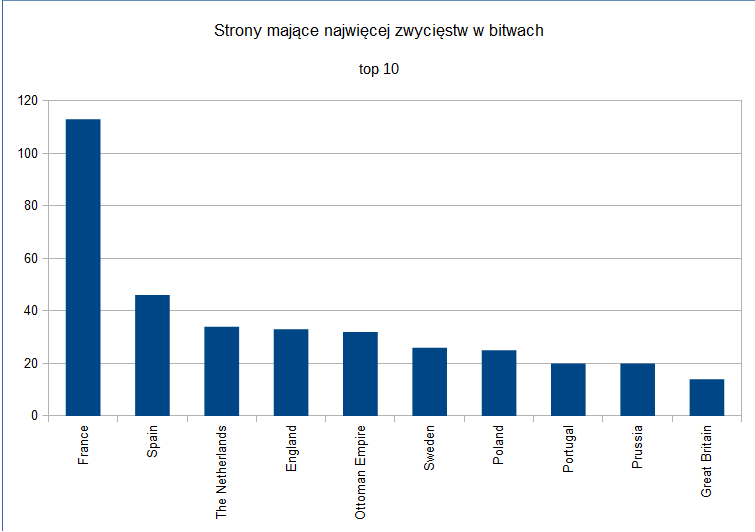 Strony mające najwięcej zwycięstw w bitwach
top 10
120
100
80
60
40
20
0
France
Spain
The Netherlands
England
Ottoman Empire
Sweden
Poland
Portugal
Prussia
Great Britain